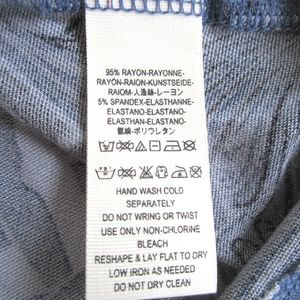 95% RAYON-RAYONNE-
RAYÓN-RAION-KUNSTSEIDE-
RAIOM-人造絲-レーヨン
5% SPANDEX-ELASTHANNE-
ELASTANO-ELASTANO-
ELASTHAN-ELASTANO-
氨綸-ポリウレタン
HAND WASH COLD
SEPARATELY
DO NOT WRING OR TWIST
USE ONLY NON-CHLORINE
BLEACH
RESHAPE & LAY FLAT TO DRY
LOW IRON AS NEEDED
DO NOT DRY CLEAN